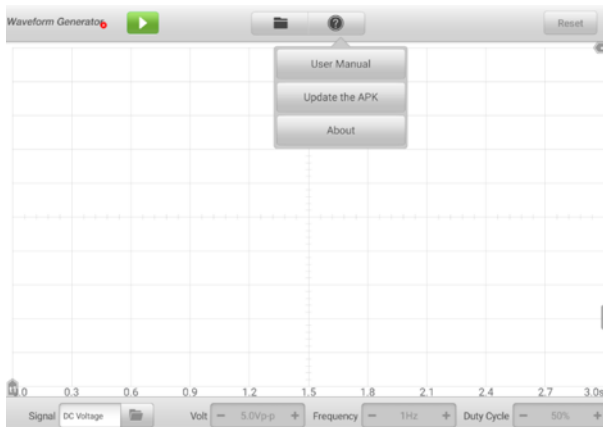 Waveform Generator
Reset
User Manual
Update the APK
About
0.3 0.6 0.9 1.2 1.5 1.8 2.1 2.4 2.7 3.0s
Signal DC Voltage Volt − 5.0Vp-p + Frequency − 1Hz + Duty Cycle − 50% +